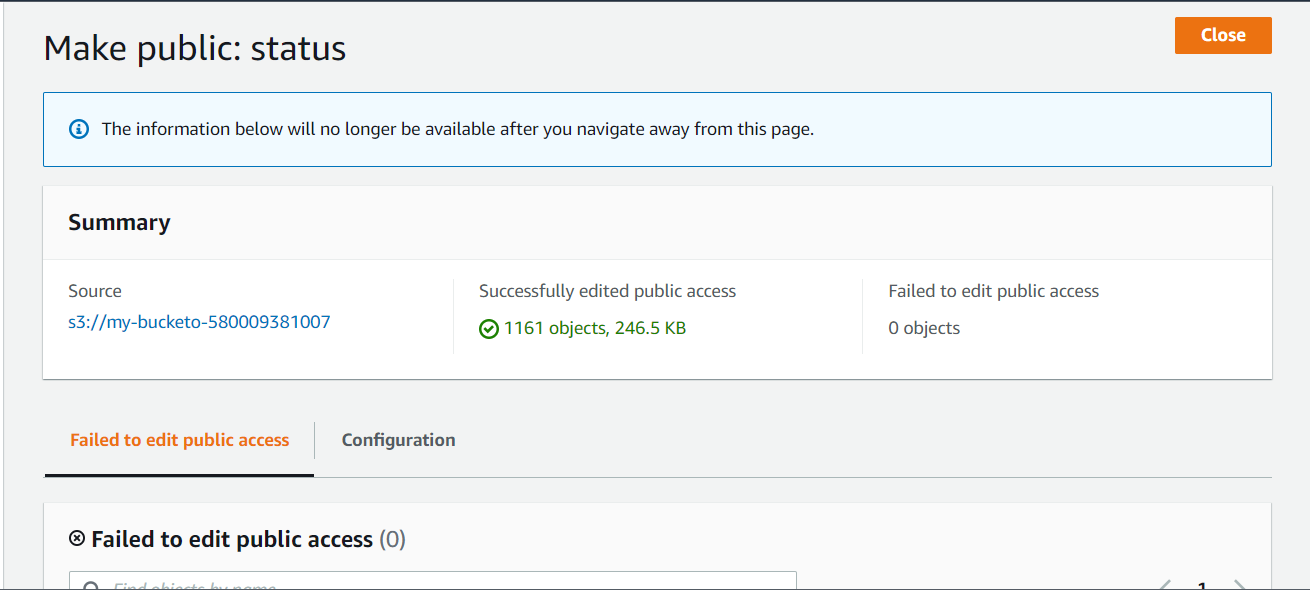 Make public: status
Close
The information below will no longer be available after you navigate away from this page.
Summary
Source
s3://my-bucketo-580009381007
Successfully edited public access
1161 objects, 246.5 KB
Failed to edit public access
0 objects
Failed to edit public access
Configuration
Failed to edit public access (0)
Find objects by name
1